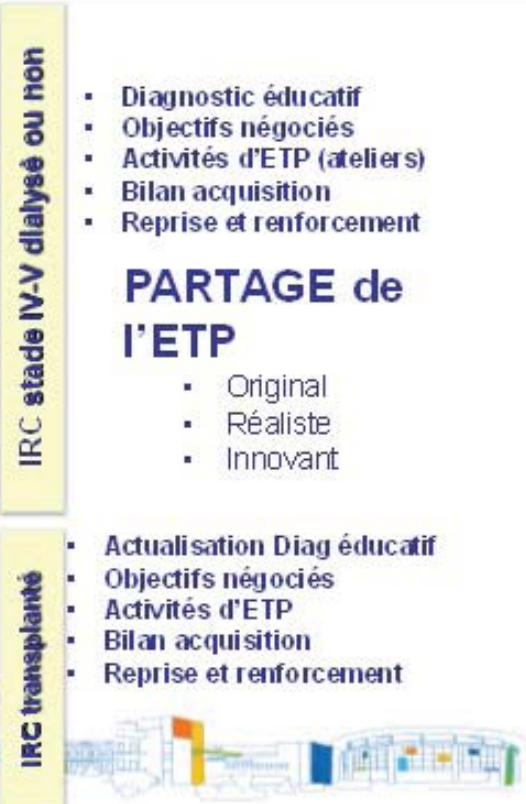 IRC stade IV-V dialysé ou non
▪ Diagnostic éducatif
▪ Objectifs négociés
▪ Activités d'ETP (ateliers)
▪ Bilan acquisition
▪ Reprise et renforcement
PARTAGE de
l'ETP
▪ Original
▪ Réaliste
▪ Innovant
IRC transplanté
▪ Actualisation Diag éducatif
▪ Objectifs négociés
▪ Activités d'ETP
▪ Bilan acquisition
▪ Reprise et renforcement